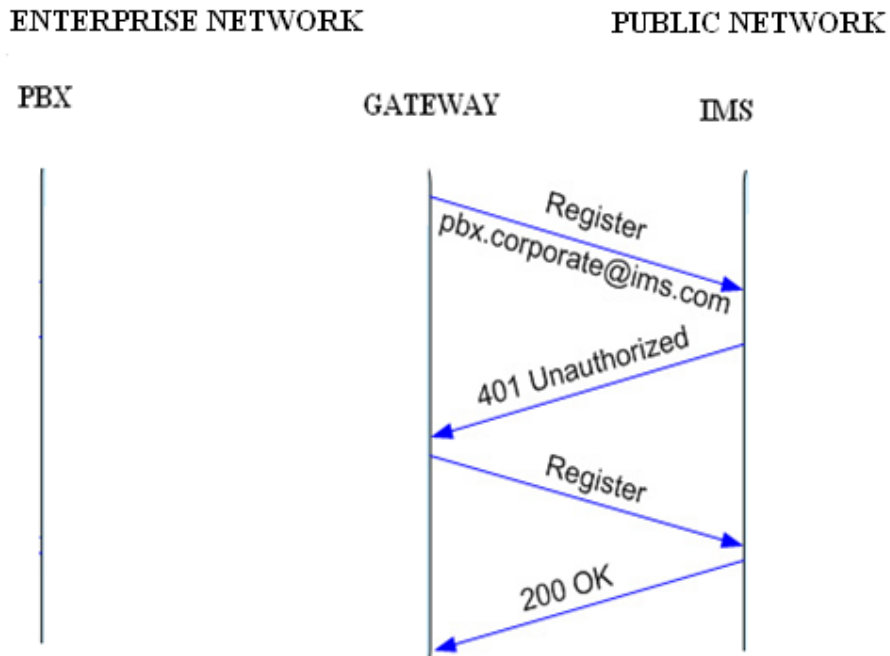 ENTERPRISE NETWORK
PUBLIC NETWORK
PBX
GATEWAY
IMS
Register
pbx.corporate@ims.com
401 Unauthorized
Register
200 OK